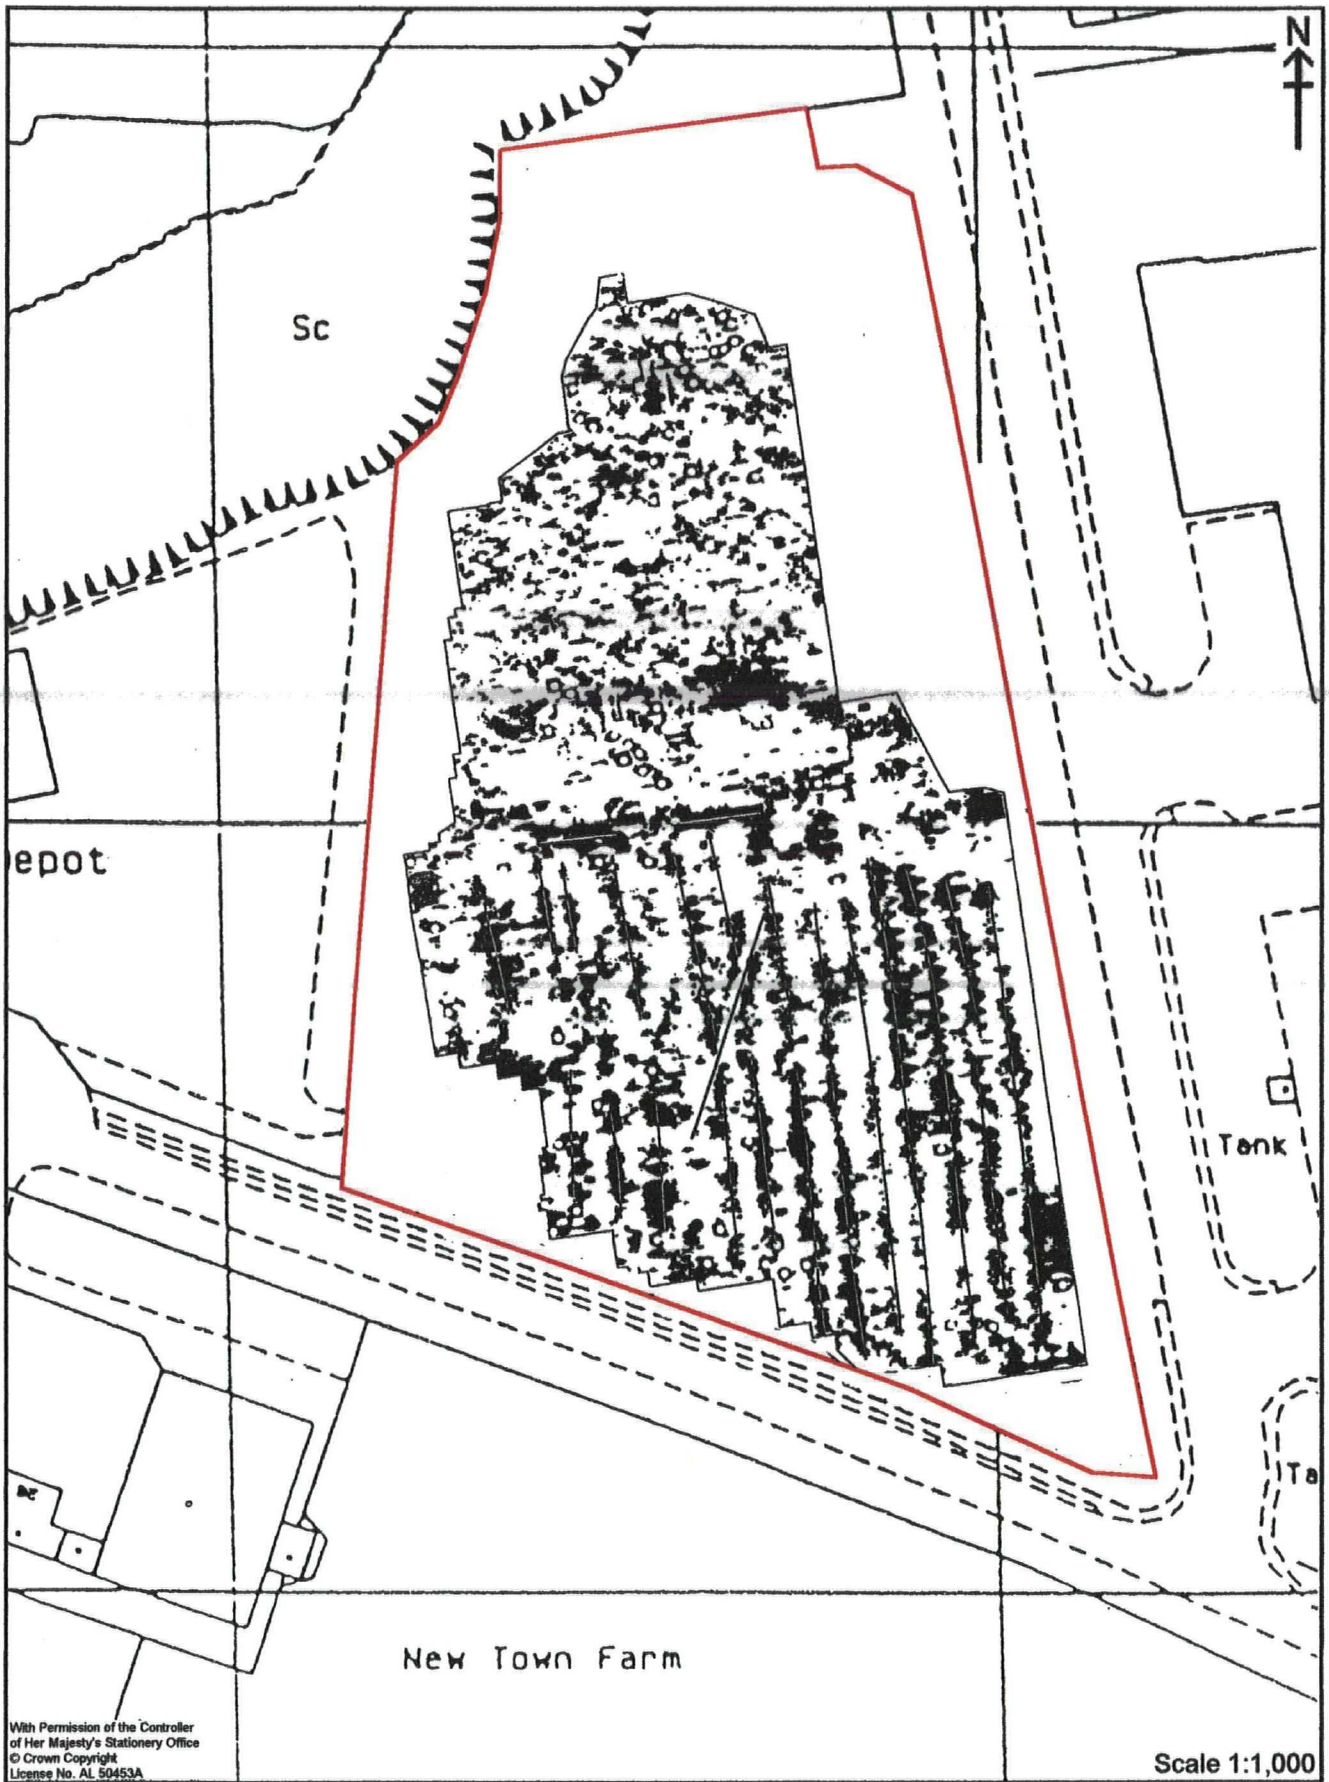 N
Sc
epot
Tank
Ta
New Town Farm
With Permission of the Controller
of Her Majesty's Stationery Office
© Crown Copyright
License No. AL 50453A
Scale 1:1,000